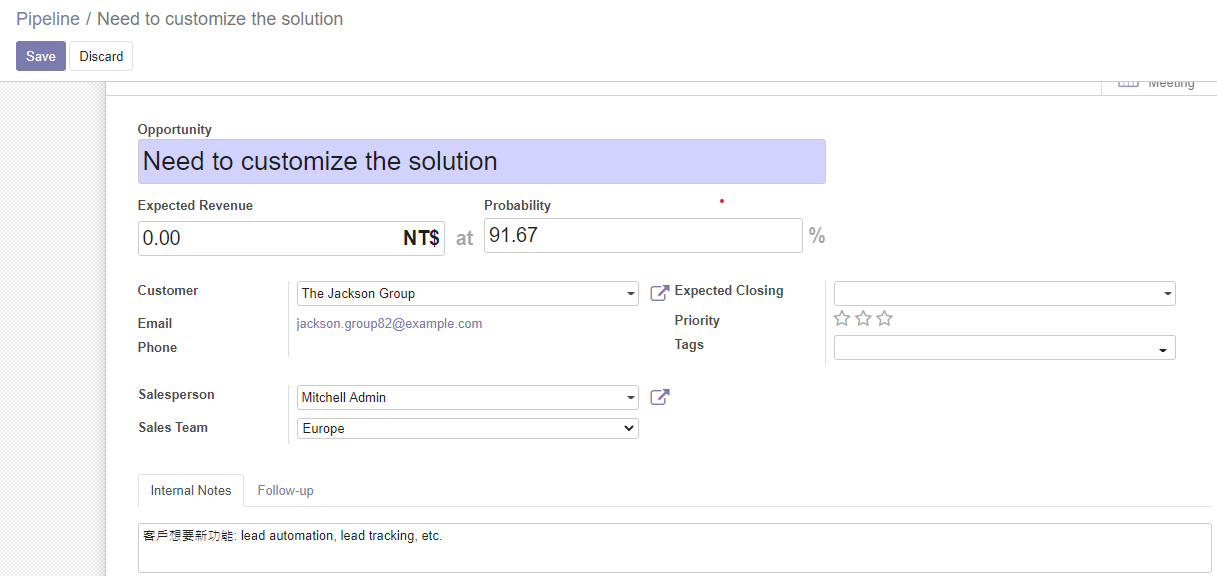 Pipeline / Need to customize the solution
Save Discard
Meeting
Opportunity
Need to customize the solution
Expected Revenue Probability
0.00 NT$ at 91.67 %
Customer The Jackson Group Expected Closing
Email jackson.group82@example.com Priority
Phone Tags
Salesperson Mitchell Admin
Sales Team Europe
Internal Notes Follow-up
客戶想要新功能: lead automation, lead tracking, etc.